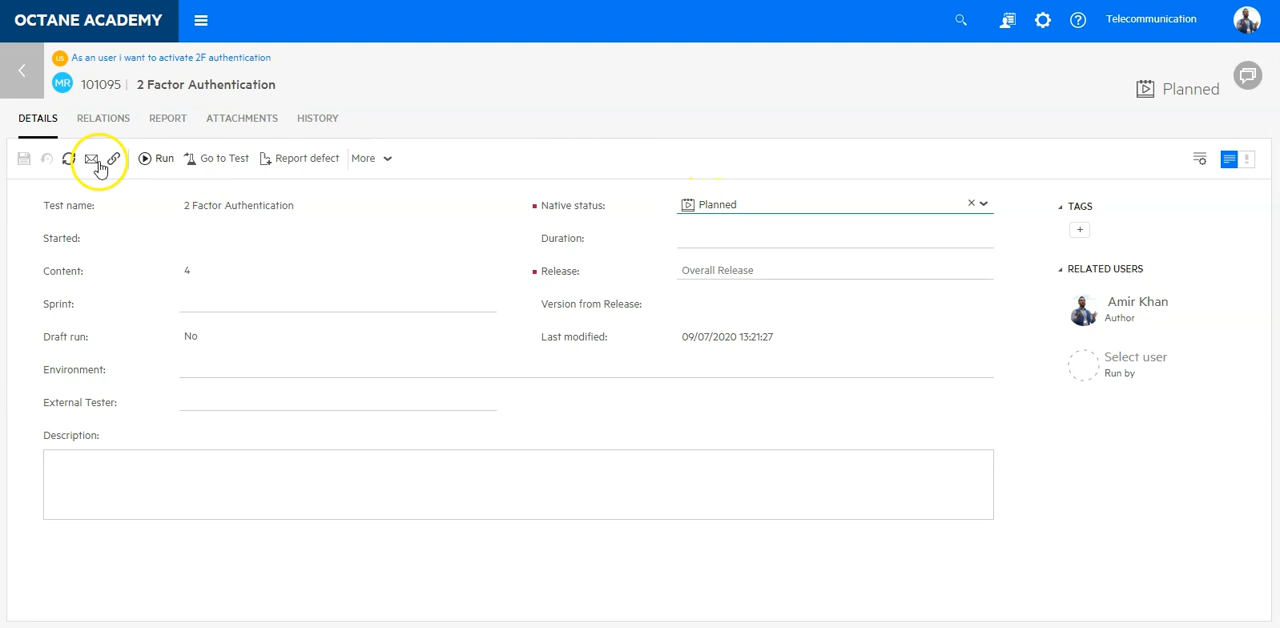 OCTANE ACADEMY
Telecommunication
US As an user i want to activate 2F authentication
MR 101095 | 2 Factor Authentication
Planned
DETAILS RELATIONS REPORT ATTACHMENTS HISTORY
Run Go to Test Report defect More
Test name: 2 Factor Authentication
Native status: Planned
TAGS
+
Started:
Duration:
Content: 4
Release: Overall Release
RELATED USERS
Sprint:
Version from Release:
Amir Khan
Author
Draft run: No
Last modified: 09/07/2020 13:21:27
Select user
Run by
Environment:
External Tester:
Description: